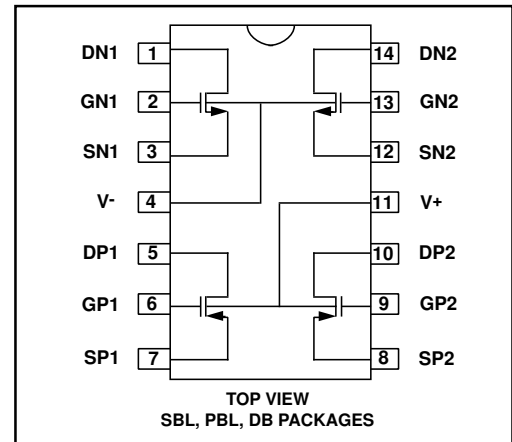 DN1 1 14 DN2
GN1 2 13 GN2
SN1 3 12 SN2
V- 4 11 V+
DP1 5 10 DP2
GP1 6 9 GP2
SP1 7 8 SP2
TOP VIEW
SBL, PBL, DB PACKAGES